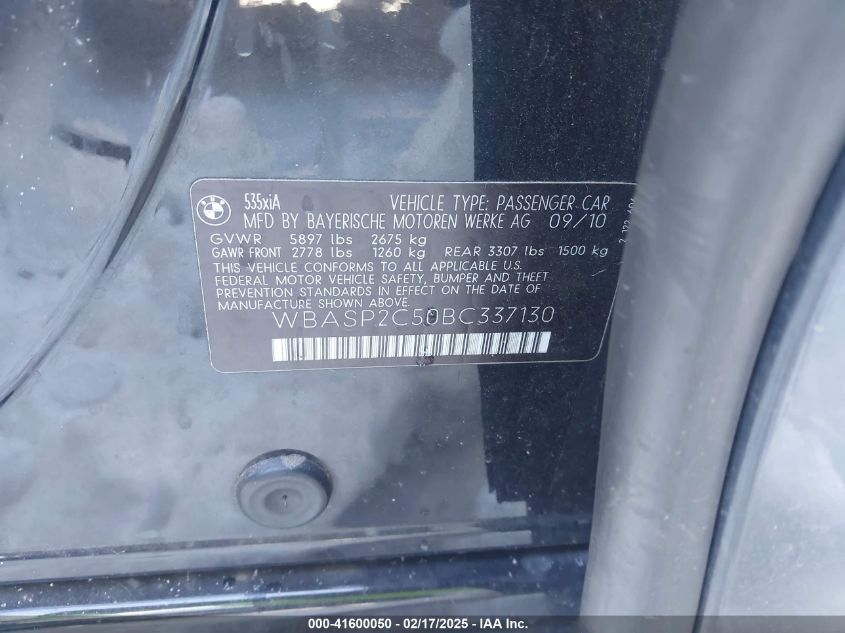 535xiA VEHICLE TYPE: PASSENGER CAR
MFD BY BAYERISCHE MOTOREN WERKE AG 09/10
GVWR 5897 lbs 2675 kg
GAWR FRONT 2778 lbs 1260 kg REAR 3307 lbs 1500 kg
THIS VEHICLE CONFORMS TO ALL APPLICABLE U.S.
FEDERAL MOTOR VEHICLE SAFETY, BUMPER AND THEFT
PREVENTION STANDARDS IN EFFECT ON THE DATE OF
MANUFACTURE SHOWN ABOVE.
WBASP2C50BC337130
000-41600050 - 02/17/2025 - IAA Inc.